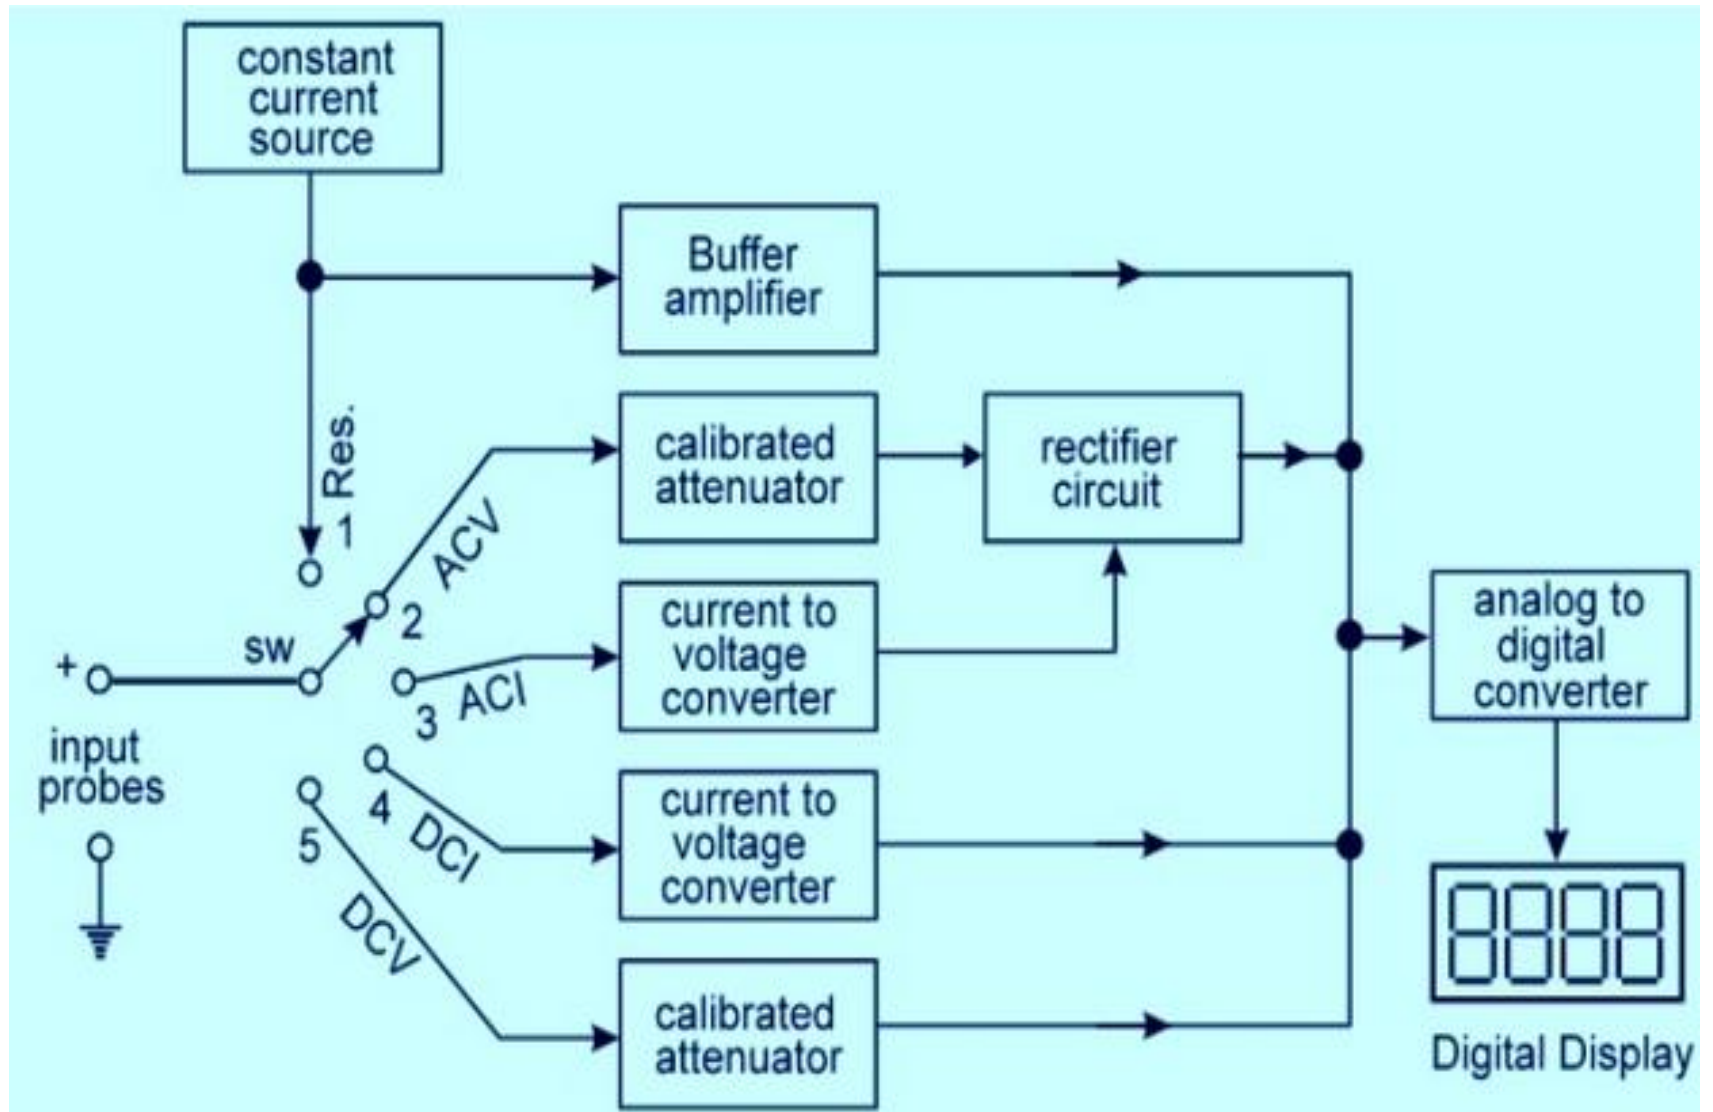 constant
current
source
Buffer
amplifier
calibrated
attenuator
rectifier
circuit
Res.
1
ACV
2
sw
+
input
probes
3 ACI
current to
voltage
converter
analog to
digital
converter
4 DCI
current to
voltage
converter
5
DCV
calibrated
attenuator
8888
Digital Display